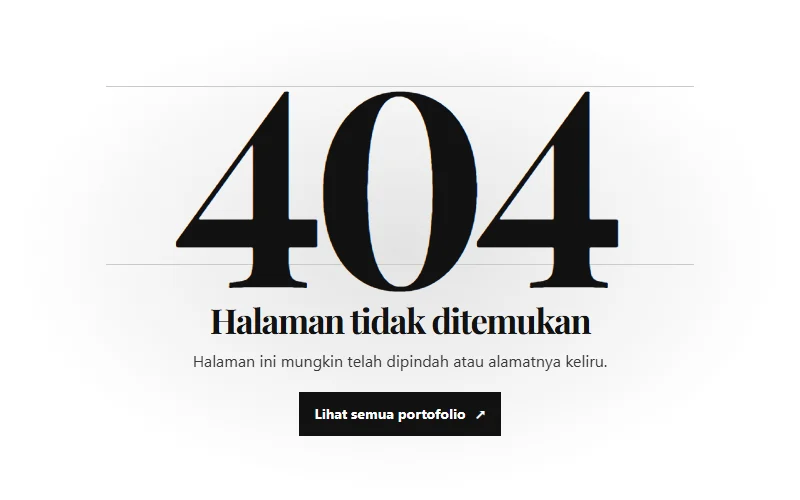 404
Halaman tidak ditemukan
Halaman ini mungkin telah dipindah atau alamatnya keliru.
Lihat semua portofolio ↗